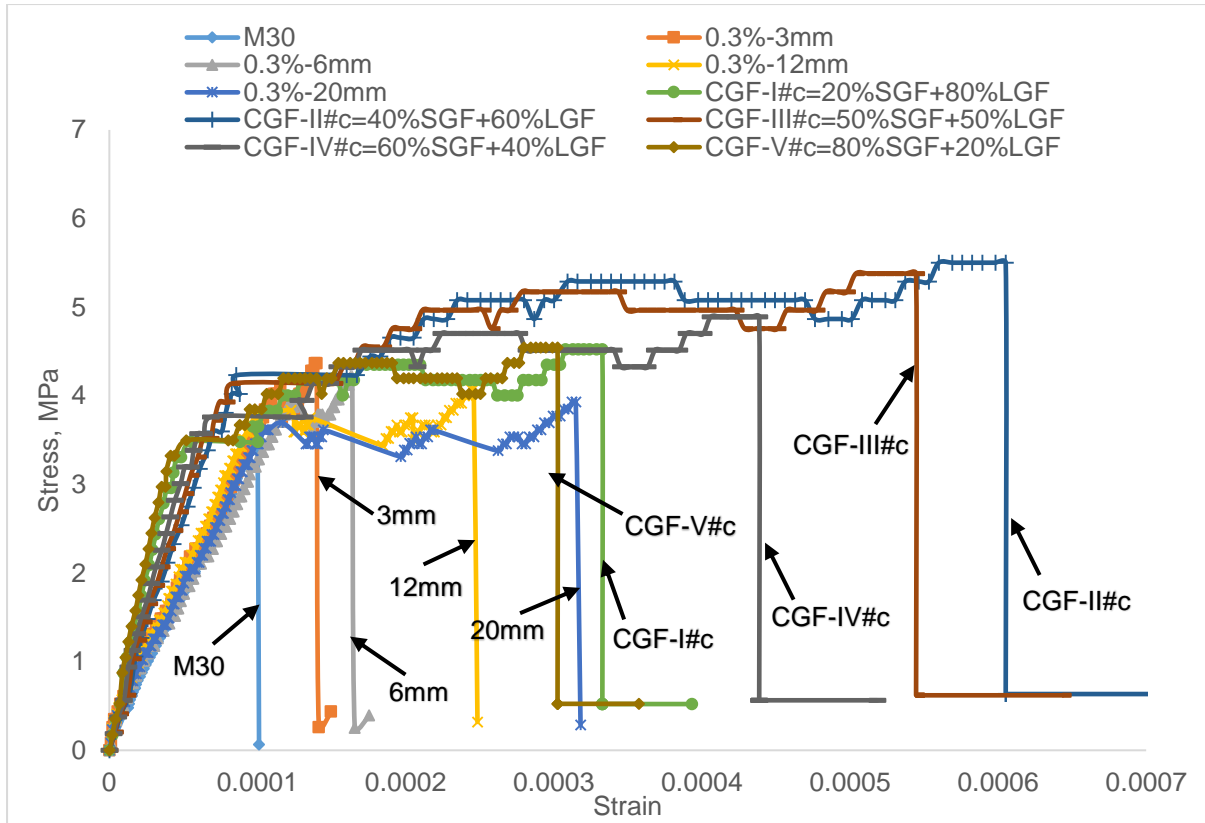 M30 0.3%-3mm
0.3%-6mm 0.3%-12mm
0.3%-20mm CGF-I#c=20%SGF+80%LGF
CGF-II#c=40%SGF+60%LGF CGF-III#c=50%SGF+50%LGF
CGF-IV#c=60%SGF+40%LGF CGF-V#c=80%SGF+20%LGF
7
6
5
4
3
2
1
0
Stress, MPa
CGF-III#c
3mm
CGF-V#c
12mm
CGF-IV#c
CGF-II#c
20mm
CGF-I#c
M30
6mm
0 0.0001 0.0002 0.0003 0.0004 0.0005 0.0006 0.0007
Strain